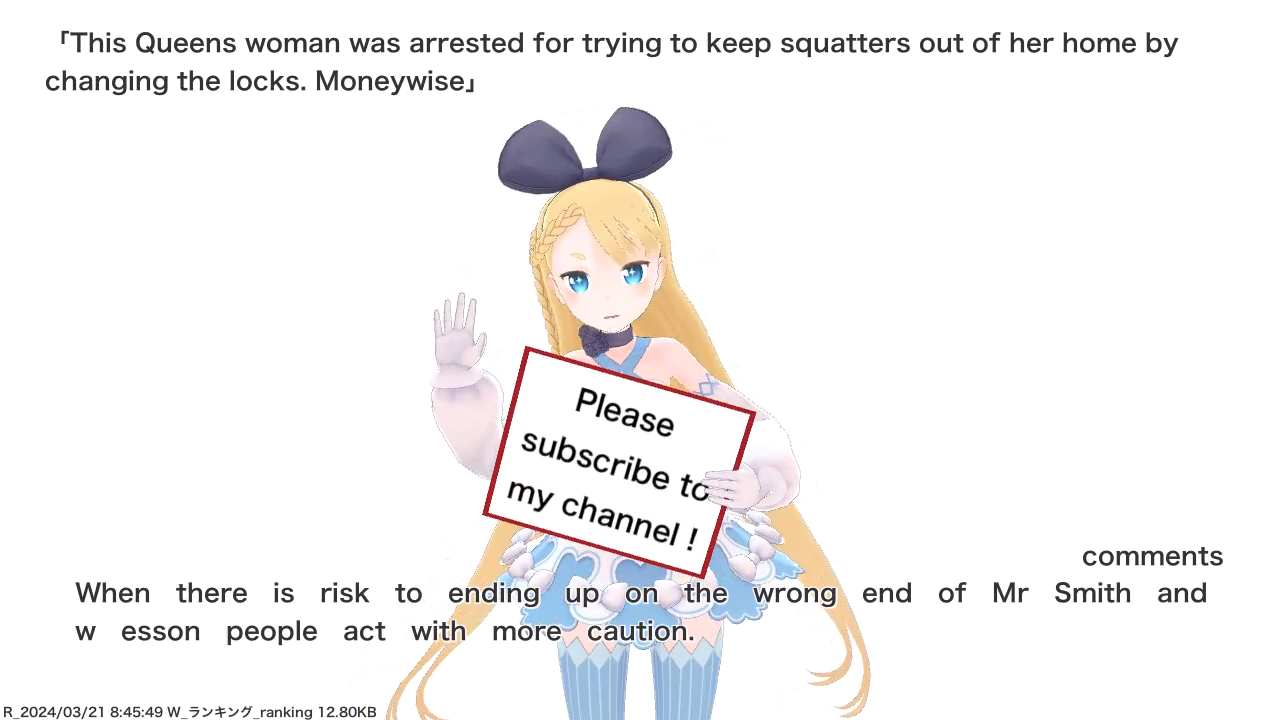 「This Queens woman was arrested for trying to keep squatters out of her home by
changing the locks. Moneywise」
Please
subscribe to
my channel !
comments
When there is risk to ending up on the wrong end of Mr Smith and
w esson people act with more caution.
R_2024/03/21 8:45:49 W_ランキング_ranking 12.80KB